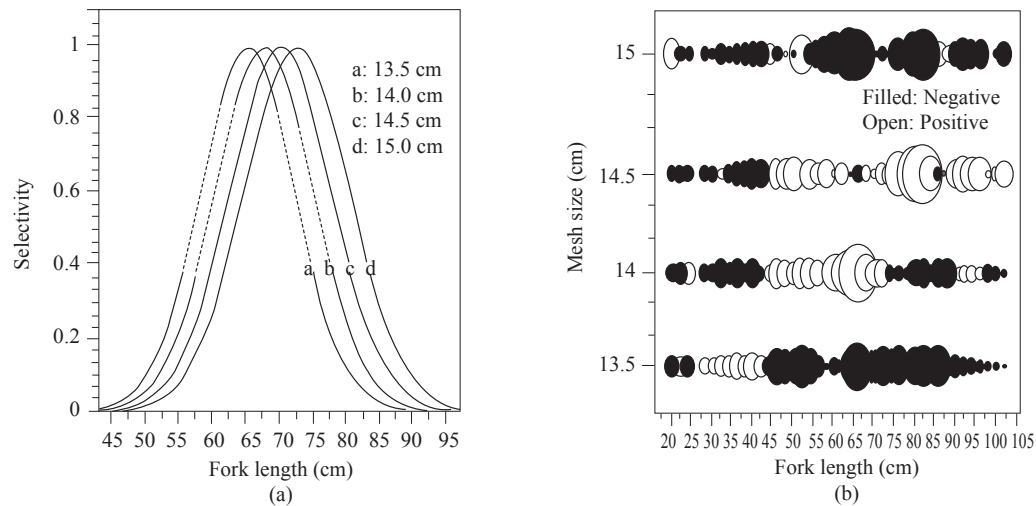 1
0.8
0.6
0.4
0.2
0
Selectivity
a: 13.5 cm
b: 14.0 cm
c: 14.5 cm
d: 15.0 cm
a b c d
45 50 55 60 65 70 75 80 85 90 95
Fork length (cm)
(a)
15
14.5
14
13.5
Mesh size (cm)
Filled: Negative
Open: Positive
20 25 30 35 40 45 50 55 60 65 70 75 80 85 90 95 100 105
Fork length (cm)
(b)